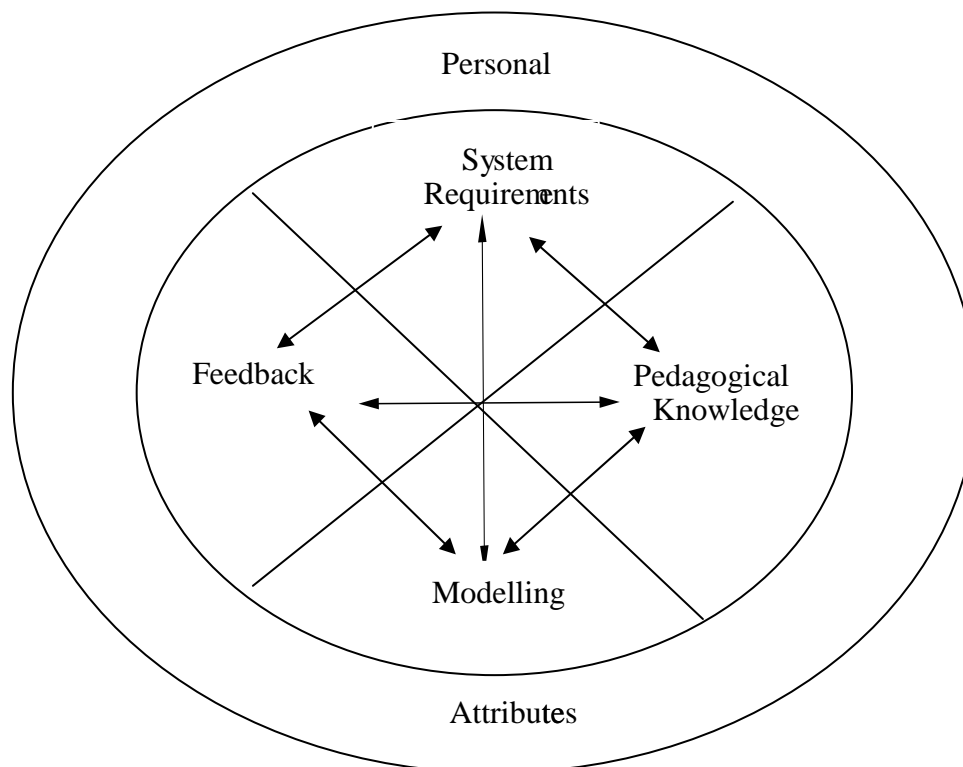 Personal
System
Requirements
Feedback
Pedagogical
Knowledge
Modelling
Attributes